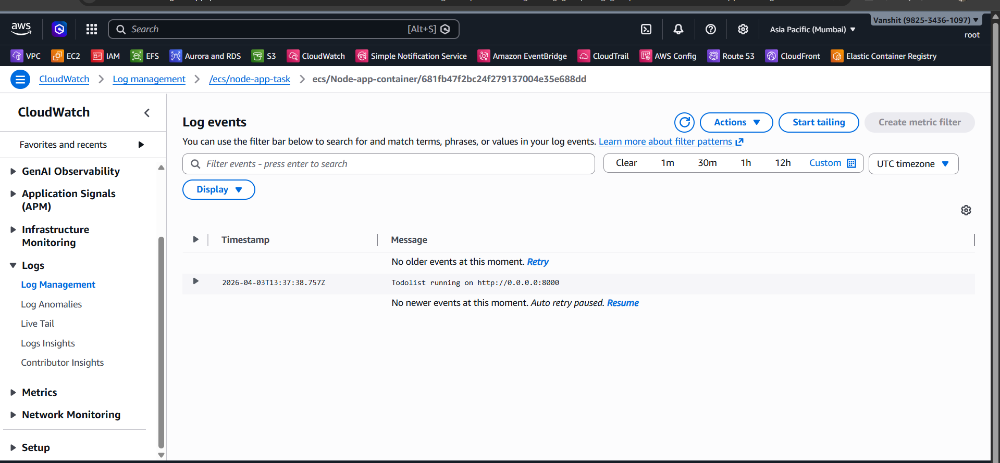 aws
Search [Alt+S]
Asia Pacific (Mumbai)
Vanshit (9825-3436-1097)
root
VPC EC2 IAM EFS Aurora and RDS S3 CloudWatch Simple Notification Service Amazon EventBridge CloudTrail AWS Config Route 53 CloudFront Elastic Container Registry
CloudWatch Log management /ecs/node-app-task ecs/Node-app-container/681fb47f2bc24f279137004e35e688dd
CloudWatch
Favorites and recents
GenAI Observability
Application Signals
(APM)
Infrastructure
Monitoring
Logs
Log Management
Log Anomalies
Live Tail
Logs Insights
Contributor Insights
Metrics
Network Monitoring
Setup
Log events
Actions Start tailing Create metric filter
You can use the filter bar below to search for and match terms, phrases, or values in your log events. Learn more about filter patterns
Filter events - press enter to search
Clear 1m 30m 1h 12h Custom UTC timezone
Display
Timestamp Message
No older events at this moment. Retry
2026-04-03T13:37:38.757Z Todolist running on http://0.0.0.0:8000
No newer events at this moment. Auto retry paused. Resume